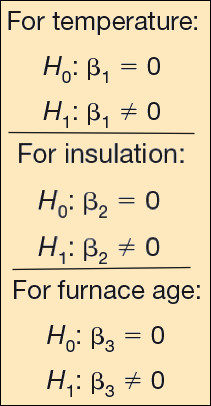 For temperature:
H₀: β₁ = 0
H₁: β₁ ≠ 0
For insulation:
H₀: β₂ = 0
H₁: β₂ ≠ 0
For furnace age:
H₀: β₃ = 0
H₁: β₃ ≠ 0